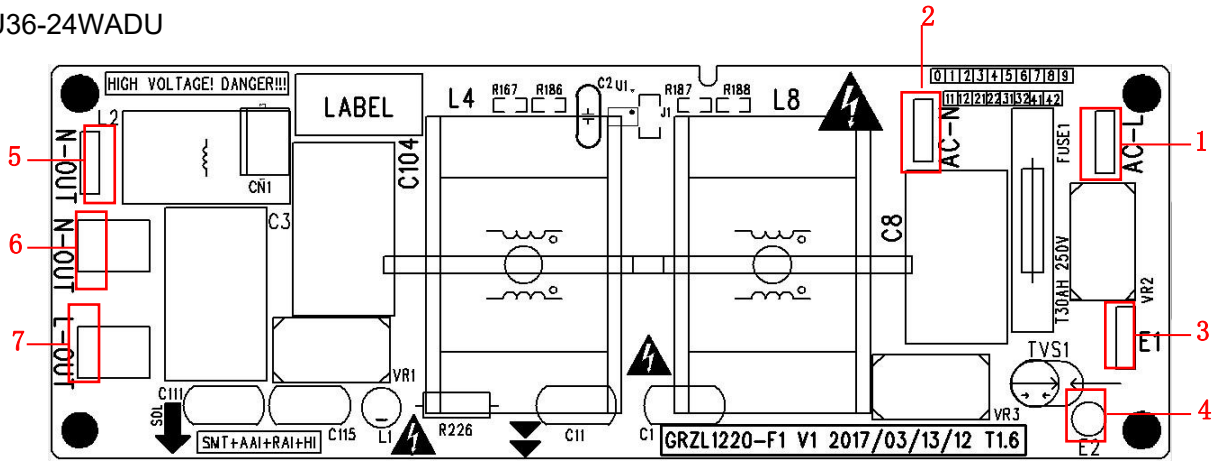 J36-24WADU
2
HIGH VOLTAGE! DANGER!!!
LABEL
L4
R167
R186
C2
U1
J1
R187
R188
L8
0 1 2 3 4 5 6 7 8 9
11 12 21 22 31 32 41 42
AC-N
FUSE1
AC-L
1
L2
5
N-OUT
CN1
C104
C3
C8
6
N-OUT
T30AH 250V
VR2
7
L-OUT
E1
3
TVS1
VR1
C111
SOL
C115
L1
R226
C11
C1
VR3
4
E2
SMT+AAI+RAI+HI
GRZL1220-F1 V1 2017/03/13/12 T1.6